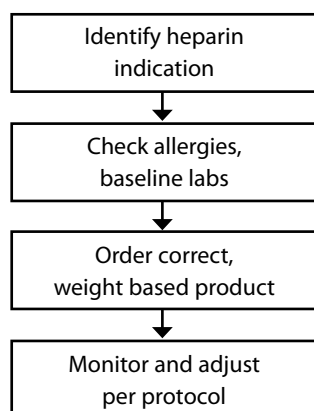 Identify heparin
indication
Check allergies,
baseline labs
Order correct,
weight based product
Monitor and adjust
per protocol